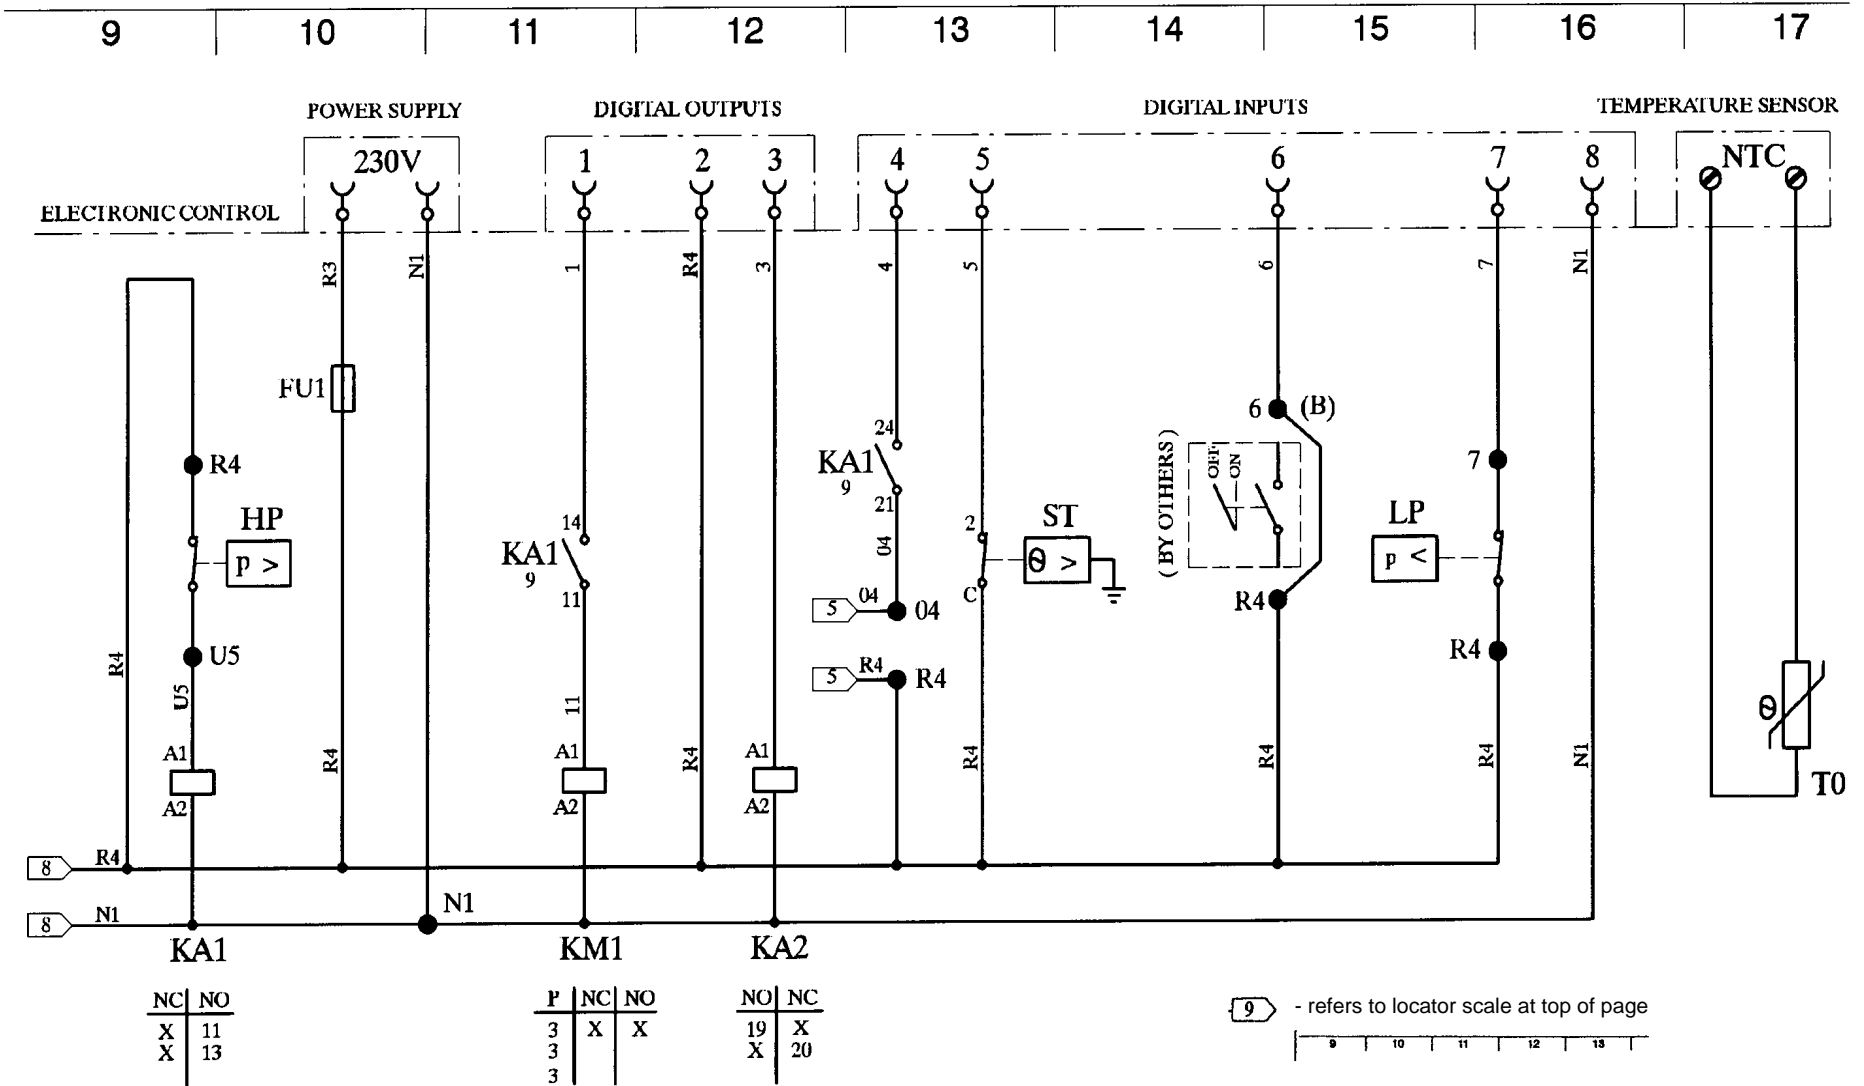 9 10 11 12 13 14 15 16 17
POWER SUPPLY DIGITAL OUTPUTS DIGITAL INPUTS TEMPERATURE SENSOR
230V 1 2 3 4 5 6 7 8 NTC
ELECTRONIC CONTROL
R3 N1 1 R4 3 4 5 6 7 N1
FU1
6 (B)
24
KA1
9
21
04
( BY OTHERS )
OFF
ON
7
R4
HP
p >
14
KA1
9
11
2
ST
θ >
C
LP
p <
5 04 04
R4
U5
R4
U5
5 R4 R4
R4
11
R4 R4 R4 R4 R4 N1
θ
T0
A1 A1 A1
A2 A2 A2
8 R4
8 N1 N1
KA1 KM1 KA2
NC NO
X 11
X 13
P NC NO
3 X X
3
3
NO NC
19 X
X 20
9 - refers to locator scale at top of page
9 10 11 12 13